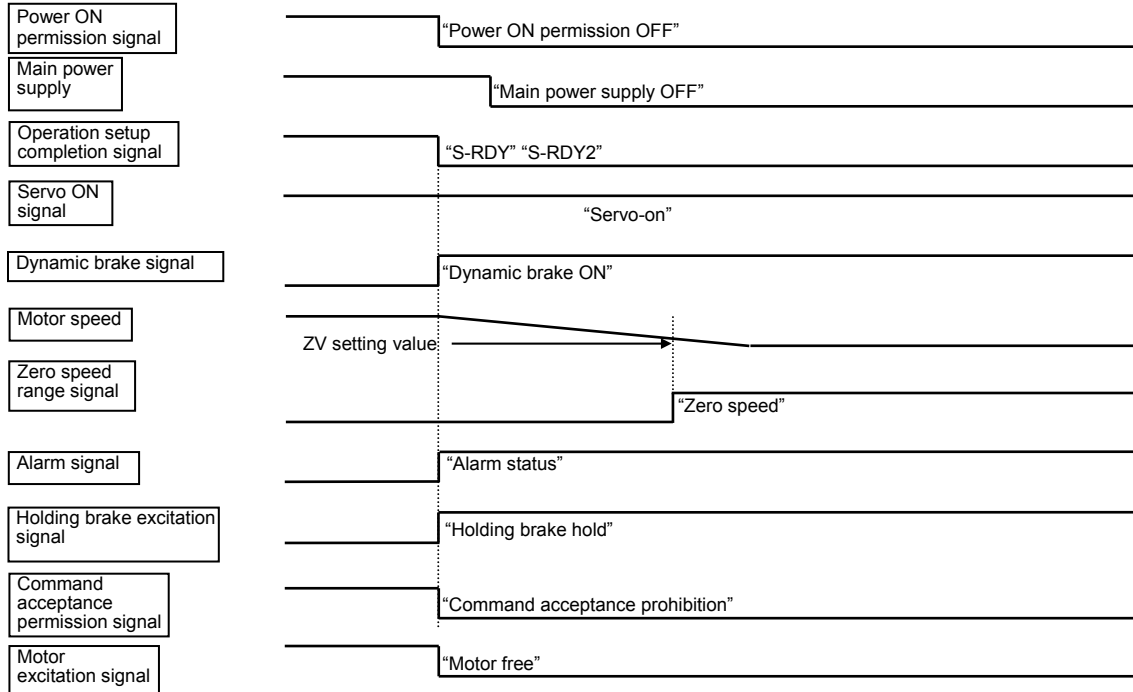 Power ON
permission signal
“Power ON permission OFF”
Main power
supply
“Main power supply OFF”
Operation setup
completion signal
“S-RDY” “S-RDY2”
Servo ON
signal
“Servo-on”
Dynamic brake signal
“Dynamic brake ON”
Motor speed
ZV setting value
Zero speed
range signal
“Zero speed”
Alarm signal
“Alarm status”
Holding brake excitation
signal
“Holding brake hold”
Command
acceptance
permission signal
“Command acceptance prohibition”
Motor
excitation signal
“Motor free”